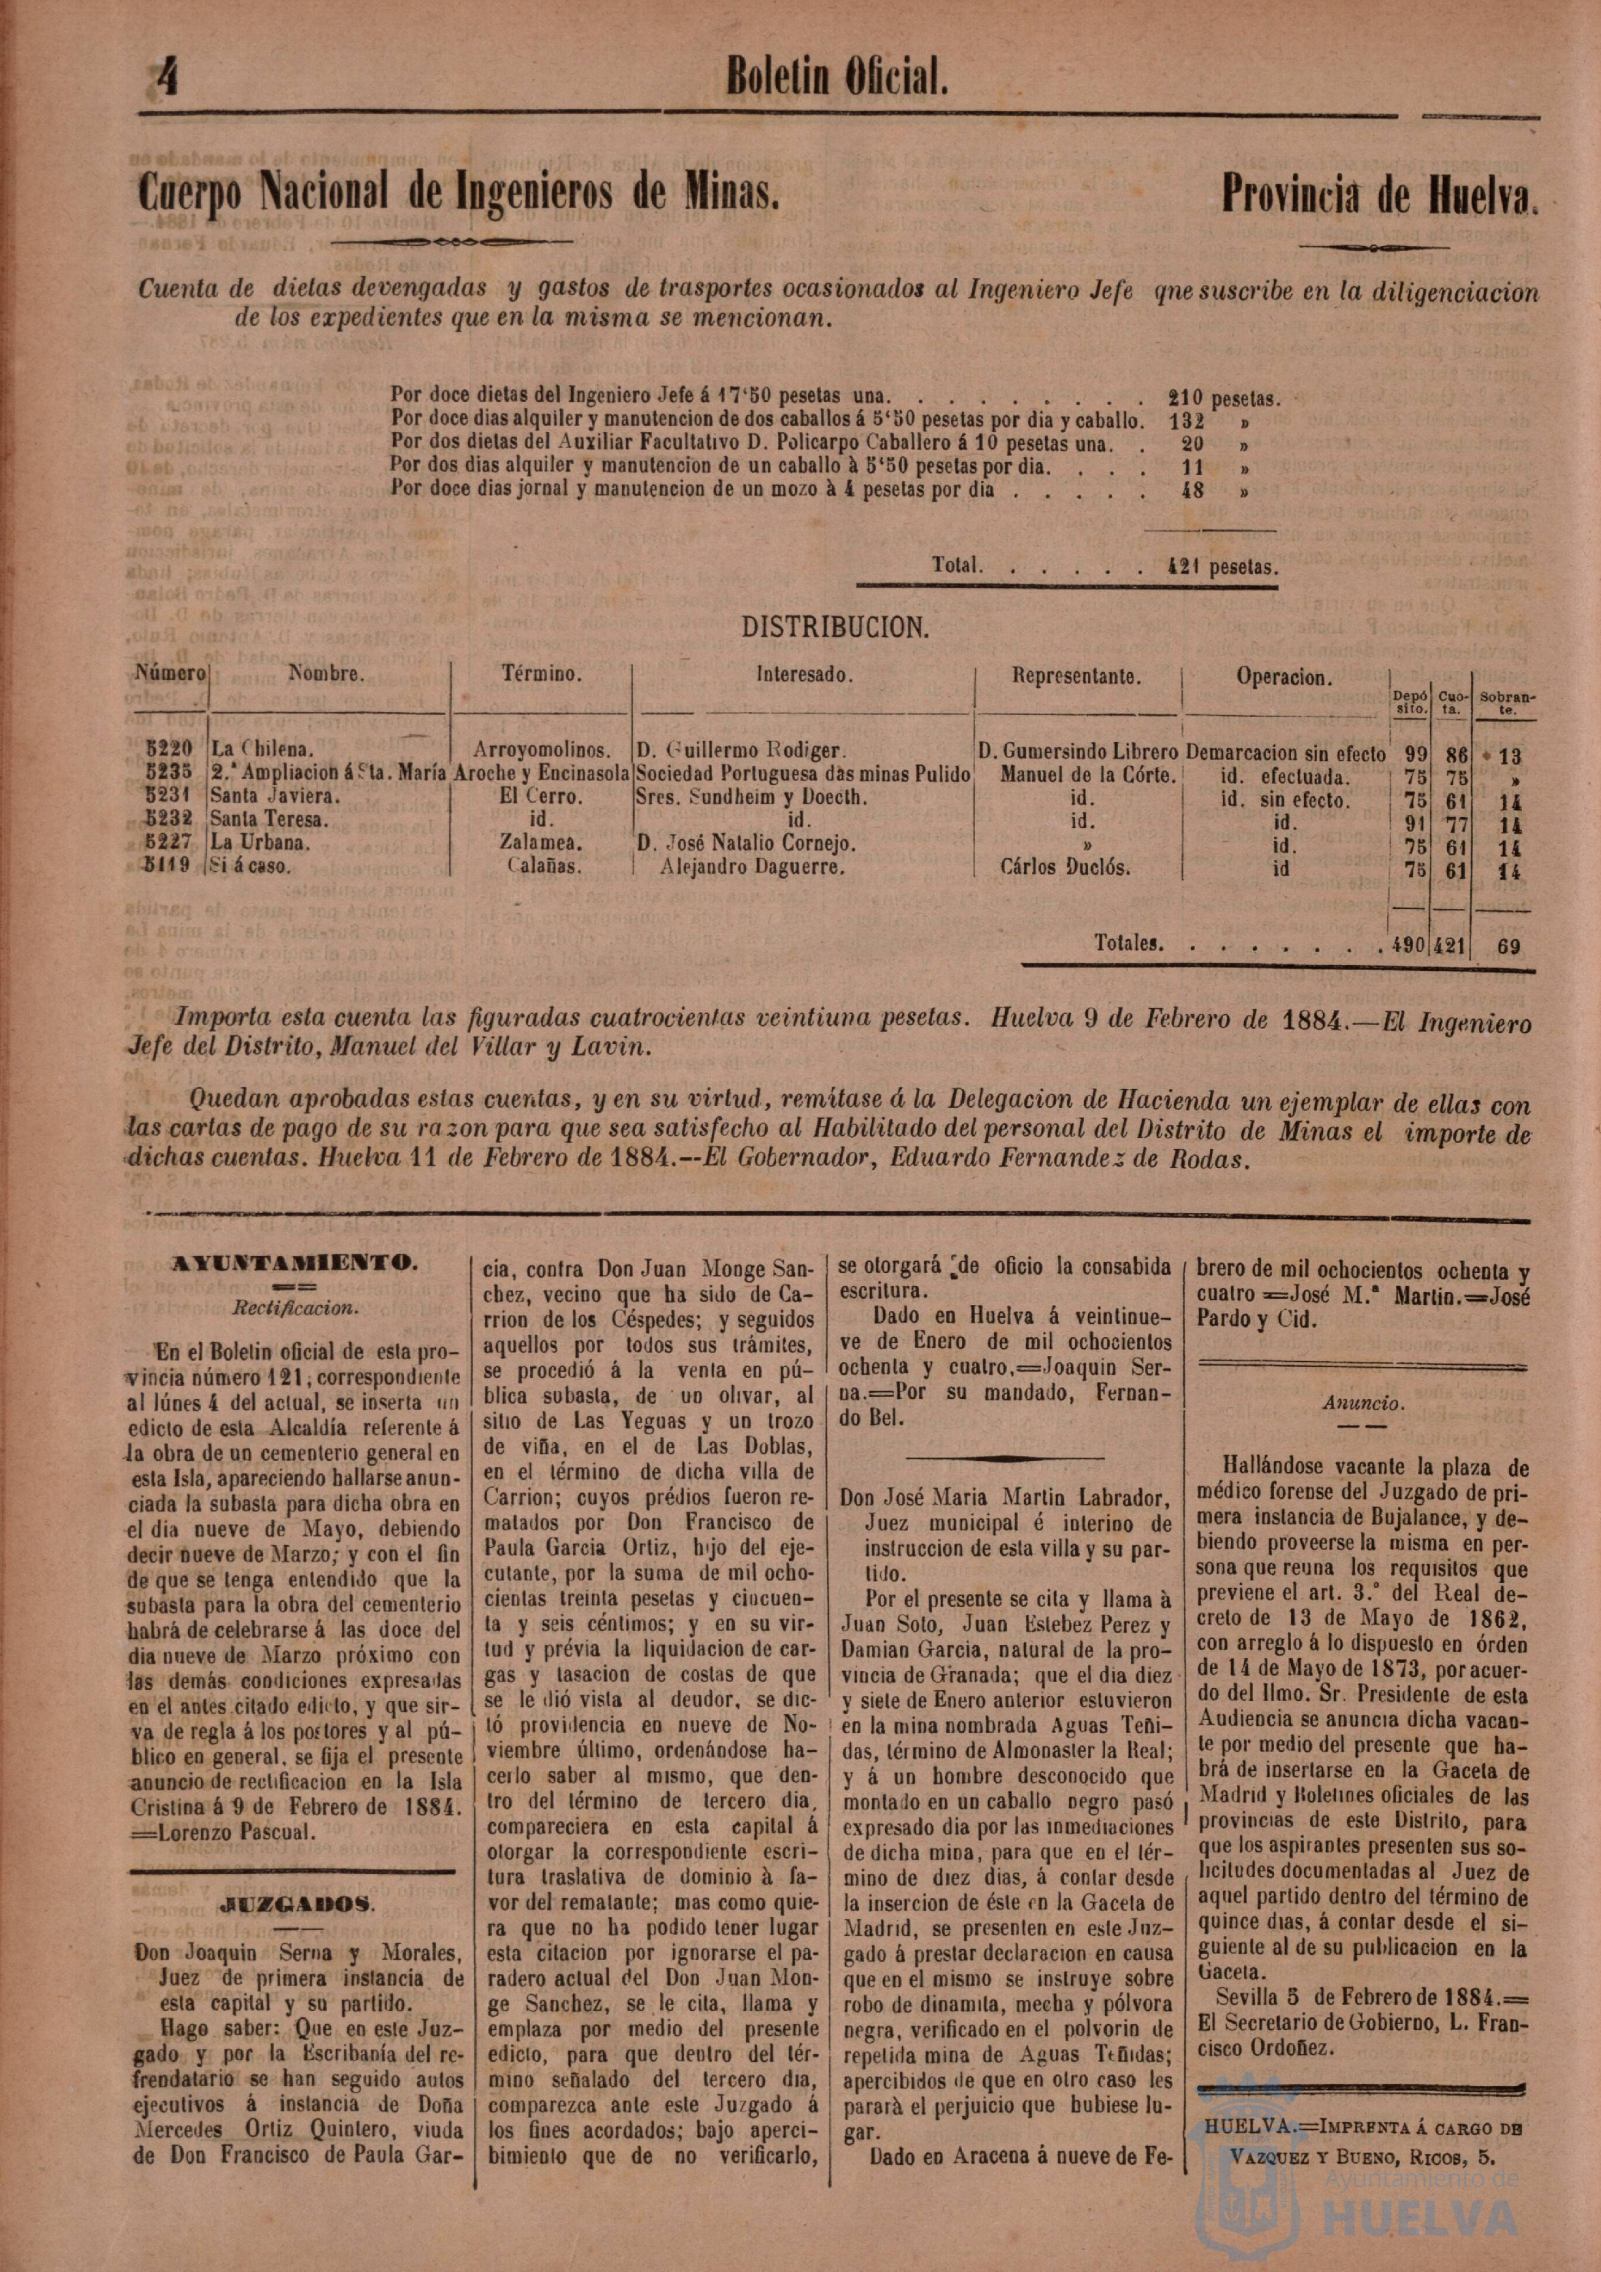 4
Boletin Oficial.
Cuerpo Nacional de Ingenieros de Minas.
Provincia de Huelva.
Cuenta de dietas devengadas y gastos de trasportes ocasionados al Ingeniero Jefe qne suscribe en la diligenciacion
de los expedientes que en la misma se mencionan.
Por doce dietas del Ingeniero Jefe á 17'50 pesetas una. . . . . . . . . 210 pesetas.
Por doce dias alquiler y manutencion de dos caballos á 5'50 pesetas por dia y caballo. 132 »
Por dos dietas del Auxiliar Facultativo D. Policarpo Caballero á 10 pesetas una. . 20 »
Por dos dias alquiler y manutencion de un caballo à 5'50 pesetas por dia. . . . 11 »
Por doce dias jornal y manutencion de un mozo à 4 pesetas por dia . . . . . 48 »
Total. . . . . . 421 pesetas.
DISTRIBUCION.
Número Nombre. Término. Interesado. Representante. Operacion. Depósito. Cuota. Sobrante.
5220 La Chilena. Arroyomolinos. D. Guillermo Rodiger. D. Gumersindo Librero Demarcacion sin efecto 99 86 13
5235 2.ª Ampliacion á Sta. María Aroche y Encinasola Sociedad Portuguesa das minas Pulido Manuel de la Córte. id. efectuada. 75 75 »
5231 Santa Javiera. El Cerro. Sres. Sundheim y Doecth. id. id. sin efecto. 75 61 14
5232 Santa Teresa. id. id. id. id. 91 77 14
5227 La Urbana. Zalamea. D. José Natalio Cornejo. » id. 75 61 14
5119 Si á caso. Calañas. Alejandro Daguerre. Cárlos Duclós. id 75 61 14
Totales. . . . . . . . 490 421 69
Importa esta cuenta las figuradas cuatrocientas veintiuna pesetas. Huelva 9 de Febrero de 1884.—El Ingeniero
Jefe del Distrito, Manuel del Villar y Lavin.
Quedan aprobadas estas cuentas, y en su virtud, remítase á la Delegacion de Hacienda un ejemplar de ellas con
las cartas de pago de su razon para que sea satisfecho al Habilitado del personal del Distrito de Minas el importe de
dichas cuentas. Huelva 11 de Febrero de 1884.--El Gobernador, Eduardo Fernandez de Rodas.
AYUNTAMIENTO.
Rectificacion.
En el Boletin oficial de esta pro-
vincia número 121, correspondiente
al lúnes 4 del actual, se inserta un
edicto de esta Alcaldía referente á
la obra de un cementerio general en
esta Isla, apareciendo hallarse anun-
ciada la subasta para dicha obra en
el dia nueve de Mayo, debiendo
decir nueve de Marzo; y con el fin
de que se tenga entendido que la
subasta para la obra del cementerio
habrá de celebrarse á las doce del
dia nueve de Marzo próximo con
las demás condiciones expresadas
en el antes citado edicto, y que sir-
va de regla á los postores y al pú-
blico en general, se fija el presente
anuncio de rectificacion en la Isla
Cristina á 9 de Febrero de 1884.
=Lorenzo Pascual.
JUZGADOS.
Don Joaquin Serna y Morales,
Juez de primera instancia de
esta capital y su partido.
Hago saber: Que en este Juz-
gado y por la Escribanía del re-
frendatario se han seguido autos
ejecutivos á instancia de Doña
Mercedes Ortiz Quintero, viuda
de Don Francisco de Paula Gar-
cia, contra Don Juan Monge San-
chez, vecino que ha sido de Ca-
rrion de los Céspedes; y seguidos
aquellos por todos sus trámites,
se procedió á la venta en pú-
blica subasta, de un olivar, al
sitio de Las Yeguas y un trozo
de viña, en el de Las Doblas,
en el término de dicha villa de
Carrion; cuyos prédios fueron re-
matados por Don Francisco de
Paula Garcia Ortiz, hijo del eje-
cutante, por la suma de mil ocho-
cientas treinta pesetas y cincuen-
ta y seis céntimos; y en su vir-
tud y prévia la liquidacion de car-
gas y tasacion de costas de que
se le dió vista al deudor, se dic-
tó providencia en nueve de No-
viembre último, ordenándose ha-
cerlo saber al mismo, que den-
tro del término de tercero dia,
compareciera en esta capital á
otorgar la correspondiente escri-
tura traslativa de dominio à fa-
vor del rematante; mas como quie-
ra que no ha podido tener lugar
esta citacion por ignorarse el pa-
radero actual del Don Juan Mon-
ge Sanchez, se le cita, llama y
emplaza por medio del presente
edicto, para que dentro del tér-
mino señalado del tercero dia,
comparezca ante este Juzgado á
los fines acordados; bajo aperci-
bimiento que de no verificarlo,
se otorgará de oficio la consabida
escritura.
Dado en Huelva á veintinue-
ve de Enero de mil ochocientos
ochenta y cuatro.=Joaquin Ser-
na.=Por su mandado, Fernan-
do Bel.
Don José Maria Martin Labrador,
Juez municipal é interino de
instruccion de esta villa y su par-
tido.
Por el presente se cita y llama à
Juan Soto, Juan Estebez Perez y
Damian Garcia, natural de la pro-
vincia de Granada; que el dia diez
y siete de Enero anterior estuvieron
en la mina nombrada Aguas Teñi-
das, término de Almonaster la Real;
y á un hombre desconocido que
montado en un caballo negro pasó
expresado dia por las inmediaciones
de dicha mina, para que en el tér-
mino de diez dias, á contar desde
la insercion de éste en la Gaceta de
Madrid, se presenten en este Juz-
gado á prestar declaracion en causa
que en el mismo se instruye sobre
robo de dinamita, mecha y pólvora
negra, verificado en el polvorin de
repetida mina de Aguas Teñidas;
apercibidos de que en otro caso les
parará el perjuicio que hubiese lu-
gar.
Dado en Aracena á nueve de Fe-
brero de mil ochocientos ochenta y
cuatro =José M.ª Martin.=José
Pardo y Cid.
Anuncio.
Hallándose vacante la plaza de
médico forense del Juzgado de pri-
mera instancia de Bujalance, y de-
biendo proveerse la misma en per-
sona que reuna los requisitos que
previene el art. 3.º del Real de-
creto de 13 de Mayo de 1862,
con arreglo á lo dispuesto en órden
de 14 de Mayo de 1873, por acuer-
do del Ilmo. Sr. Presidente de esta
Audiencia se anuncia dicha vacan-
te por medio del presente que ha-
brá de insertarse en la Gaceta de
Madrid y Boletines oficiales de las
provincias de este Distrito, para
que los aspirantes presenten sus so-
licitudes documentadas al Juez de
aquel partido dentro del término de
quince dias, á contar desde el si-
guiente al de su publicacion en la
Gaceta.
Sevilla 5 de Febrero de 1884.=
El Secretario de Gobierno, L. Fran-
cisco Ordoñez.
HUELVA.=IMPRENTA Á CARGO DE
VAZQUEZ Y BUENO, RICOS, 5.
Ayuntamiento de
HUELVA